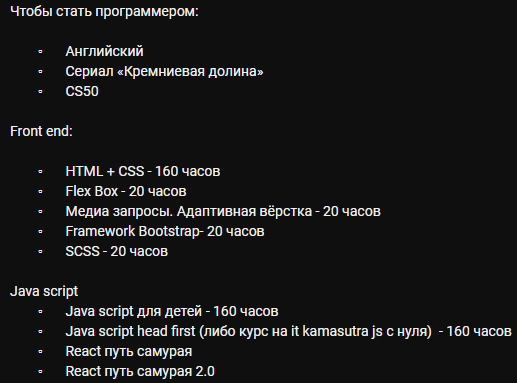 Чтобы стать программером:
▫ Английский
▫ Сериал «Кремниевая долина»
▫ CS50
Front end:
▫ HTML + CSS - 160 часов
▫ Flex Box - 20 часов
▫ Медиа запросы. Адаптивная вёрстка - 20 часов
▫ Framework Bootstrap- 20 часов
▫ SCSS - 20 часов
Java script
▫ Java script для детей - 160 часов
▫ Java script head first (либо курс на it kamasutra js с нуля)  - 160 часов
▫ React путь самурая
▫ React путь самурая 2.0